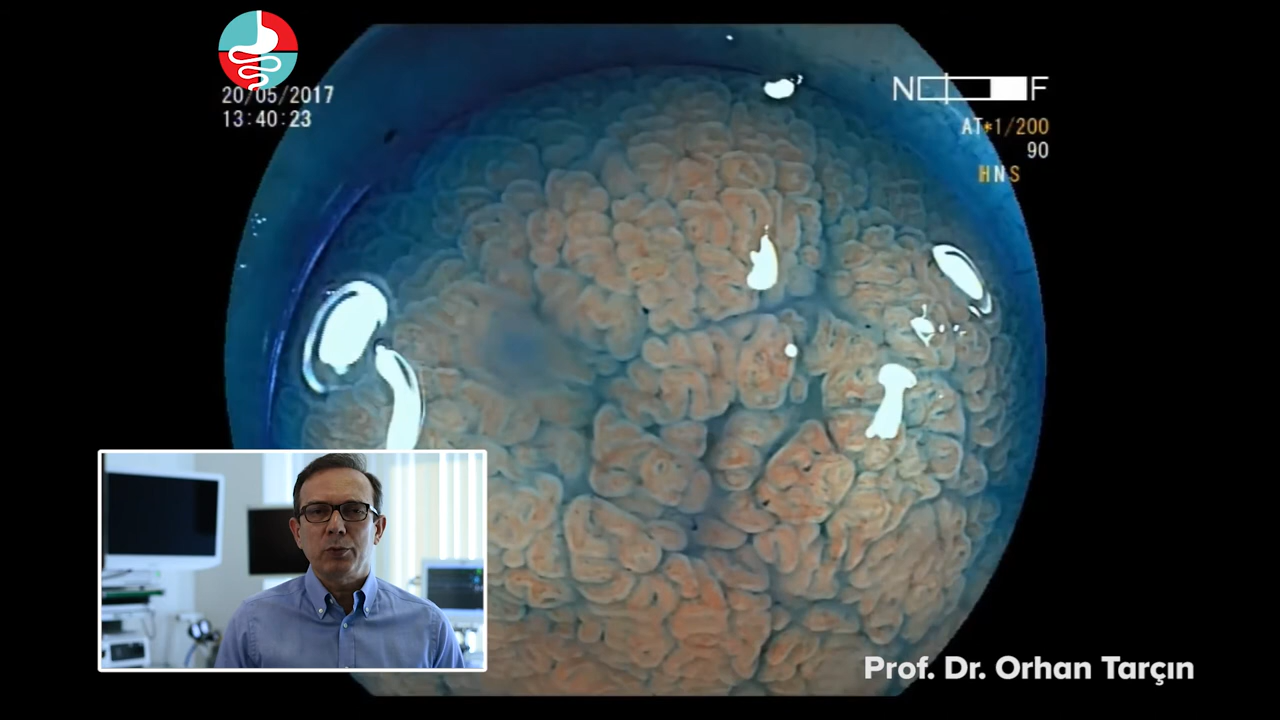 20/05/2017
13:40:23
N F
AT*1/200
90
HNS
Prof. Dr. Orhan Tarçın